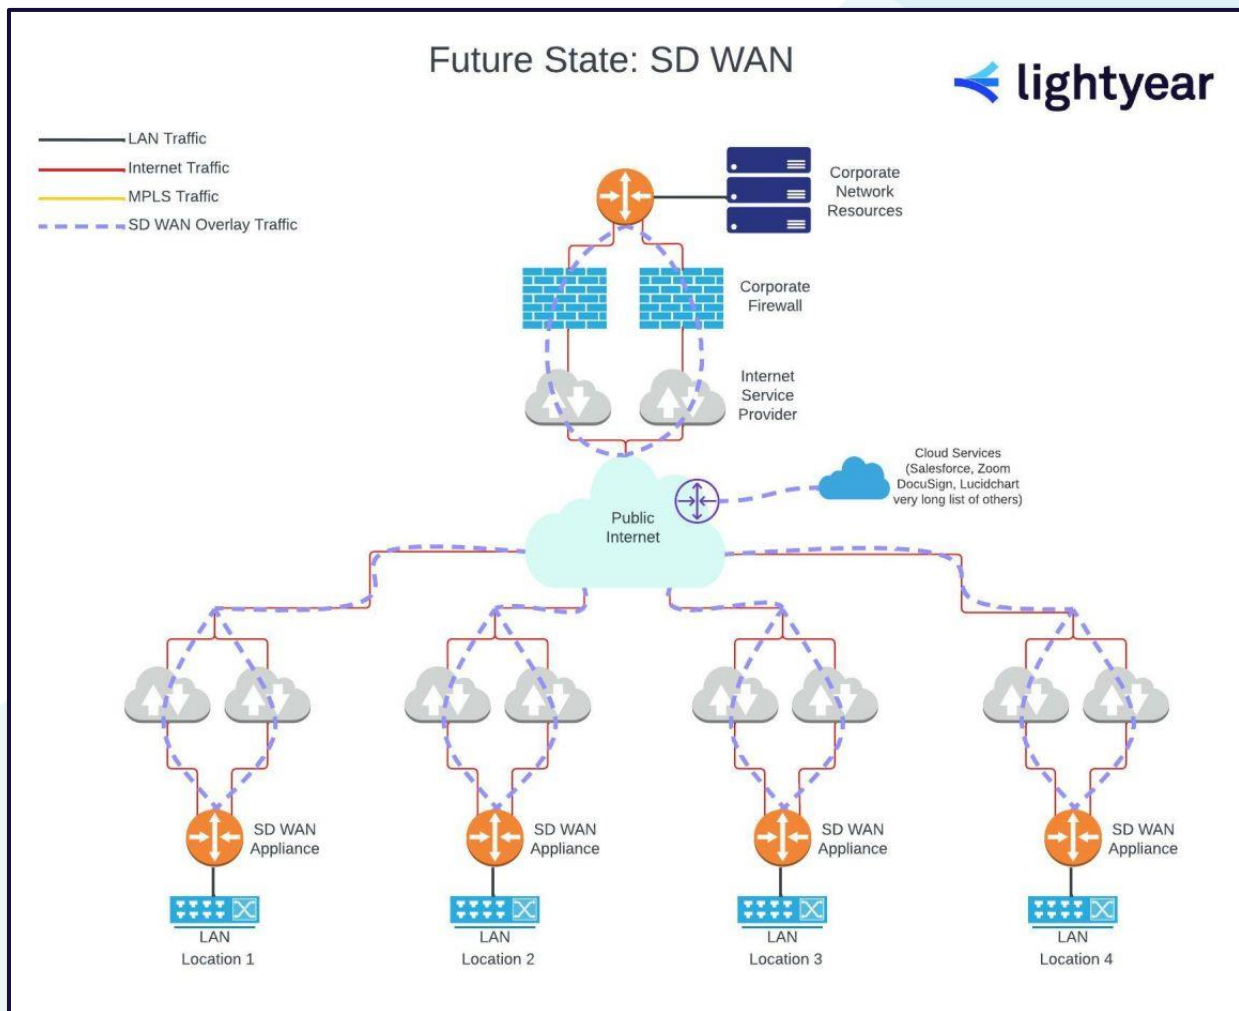 Future State: SD WAN
lightyear
LAN Traffic
Internet Traffic
MPLS Traffic
SD WAN Overlay Traffic
Corporate
Network
Resources
Corporate
Firewall
Internet
Service
Provider
Cloud Services
(Salesforce, Zoom
DocuSign, Lucidchart
very long list of others)
Public
Internet
SD WAN
Appliance
SD WAN
Appliance
SD WAN
Appliance
SD WAN
Appliance
LAN
Location 1
LAN
Location 2
LAN
Location 3
LAN
Location 4